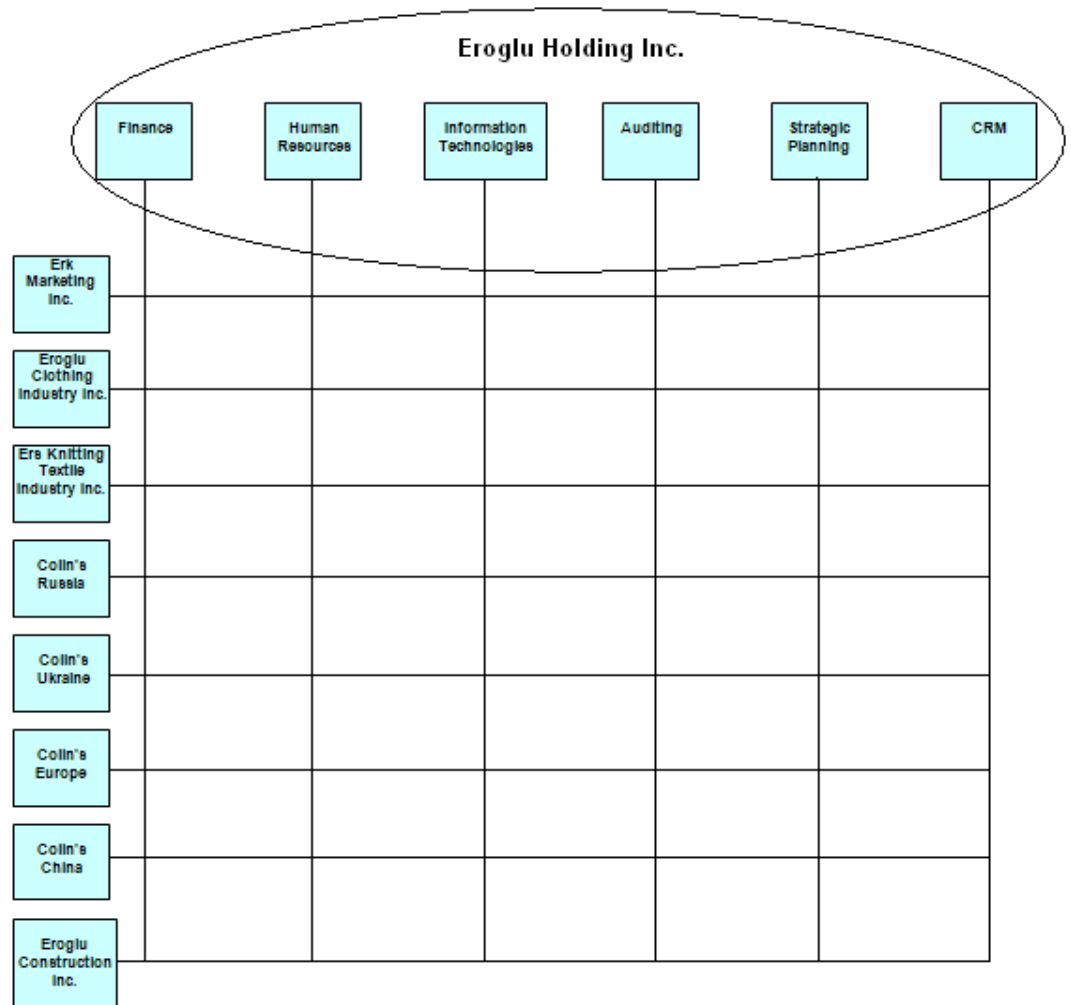 Eroglu Holding Inc.
Finance
Human
Resources
Information
Technologies
Auditing
Strategic
Planning
CRM
Erk
Marketing
Inc.
Eroglu
Clothing
Industry Inc.
Ers Knitting
Textile
Industry Inc.
Colin's
Russia
Colin's
Ukraine
Colin's
Europe
Colin's
China
Eroglu
Construction
Inc.